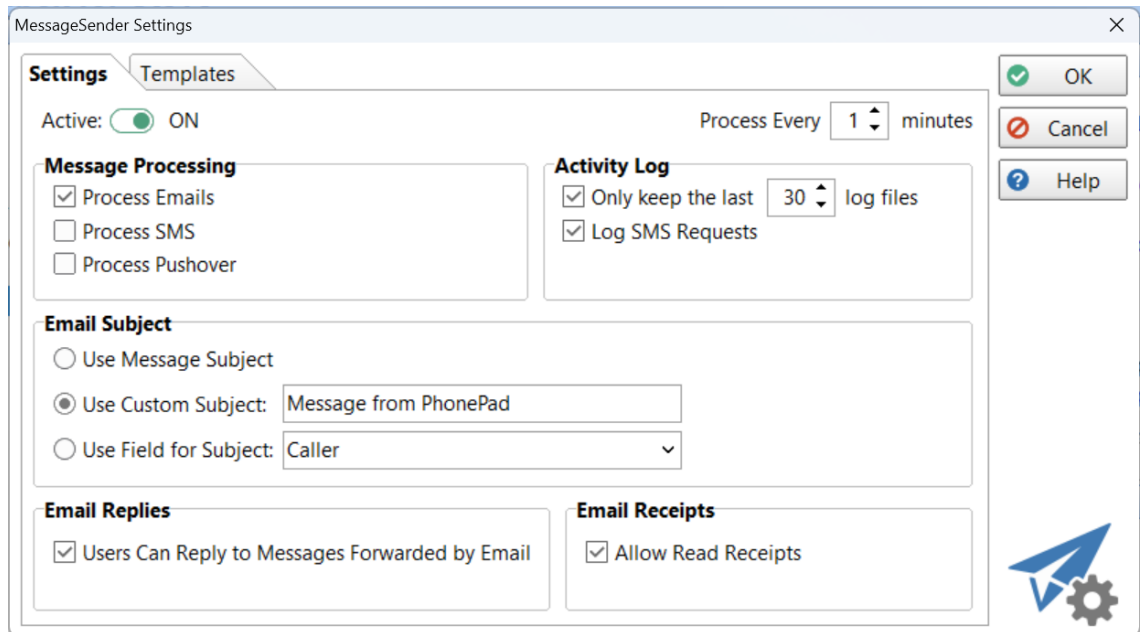 MessageSender Settings
Settings
Templates
OK
Active: ON
Process Every 1 minutes
Cancel
Message Processing
Activity Log
Process Emails
Only keep the last 30 log files
Help
Process SMS
Log SMS Requests
Process Pushover
Email Subject
Use Message Subject
Use Custom Subject: Message from PhonePad
Use Field for Subject: Caller
Email Replies
Email Receipts
Users Can Reply to Messages Forwarded by Email
Allow Read Receipts